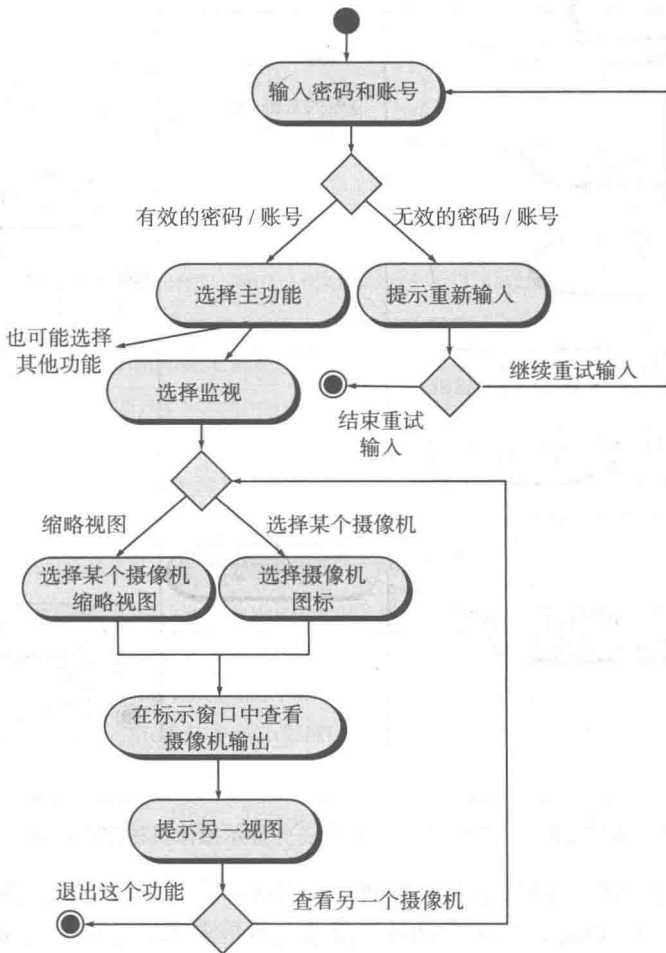 输入密码和账号
有效的密码 / 账号
无效的密码 / 账号
选择主功能
提示重新输入
也可能选择
其他功能
选择监视
继续重试输入
结束重试
输入
缩略视图
选择某个摄像机
选择某个摄像机
缩略视图
选择摄像机
图标
在标示窗口中查看
摄像机输出
提示另一视图
退出这个功能
查看另一个摄像机